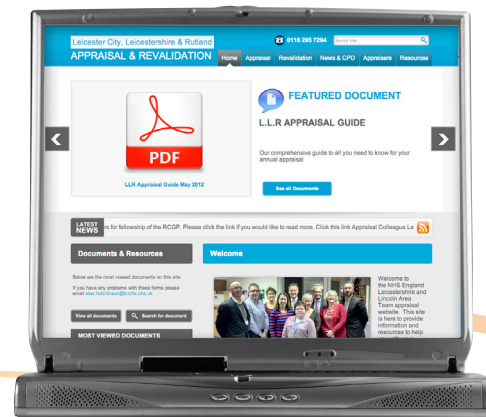 Leicester City, Leicestershire & Rutland
☎ 0116 295 7294 Search site
APPRAISAL & REVALIDATION
Home Appraisal Revalidation News & CPD Appraisers Resources
FEATURED DOCUMENT
L.L.R APPRAISAL GUIDE
PDF
Our comprehensive guide to all you need to know for your
annual appraisal
LLR Appraisal Guide May 2012
See all Documents
LATEST
NEWS
rs for fellowship of the RCGP. Please click the link if you would like to read more. Click this link Appraisal Colleague Le
Documents & Resources
Welcome
Below are the most viewed documents on this site
If you have any problems with these forms please
email
View all documents Search for document
MOST VIEWED DOCUMENTS
Welcome to
the NHS England
Leicestershire and
Lincoln Area
Team appraisal
website. This site
is here to provide
information and
resources to help